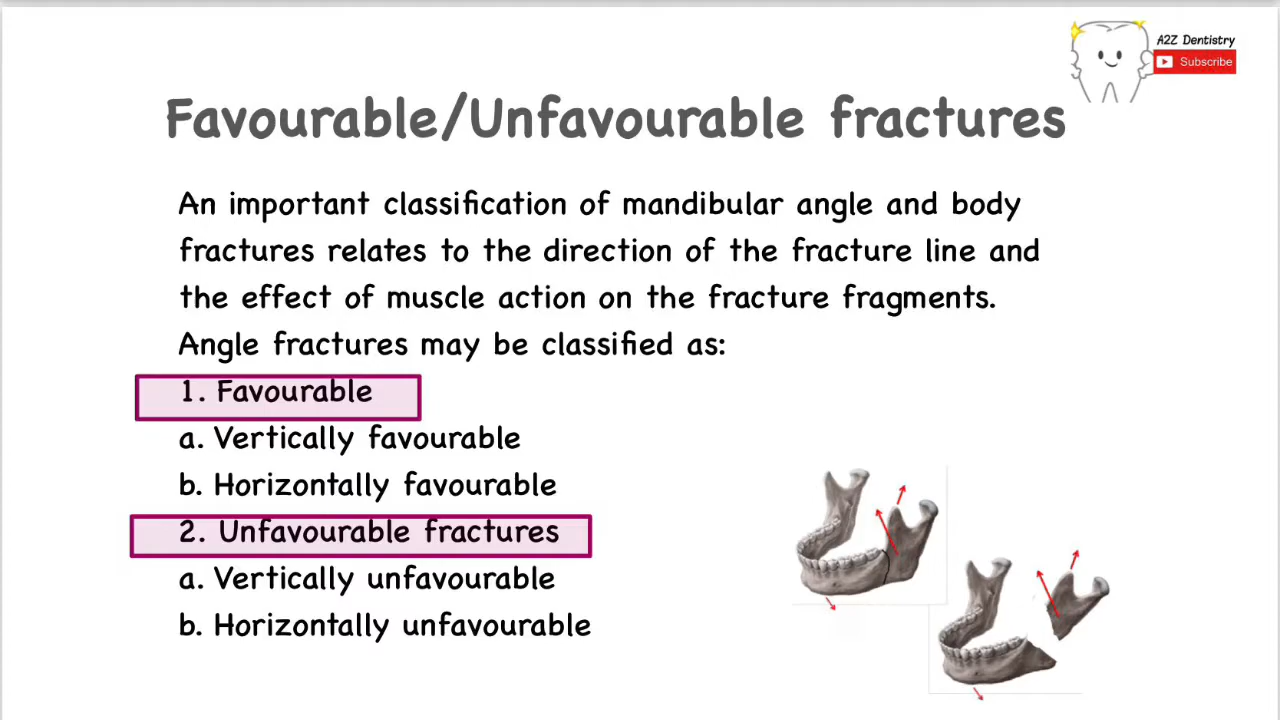 A2Z Dentistry
Subscribe
Favourable/Unfavourable fractures
An important classification of mandibular angle and body
fractures relates to the direction of the fracture line and
the effect of muscle action on the fracture fragments.
Angle fractures may be classified as:
1. Favourable
a. Vertically favourable
b. Horizontally favourable
2. Unfavourable fractures
a. Vertically unfavourable
b. Horizontally unfavourable